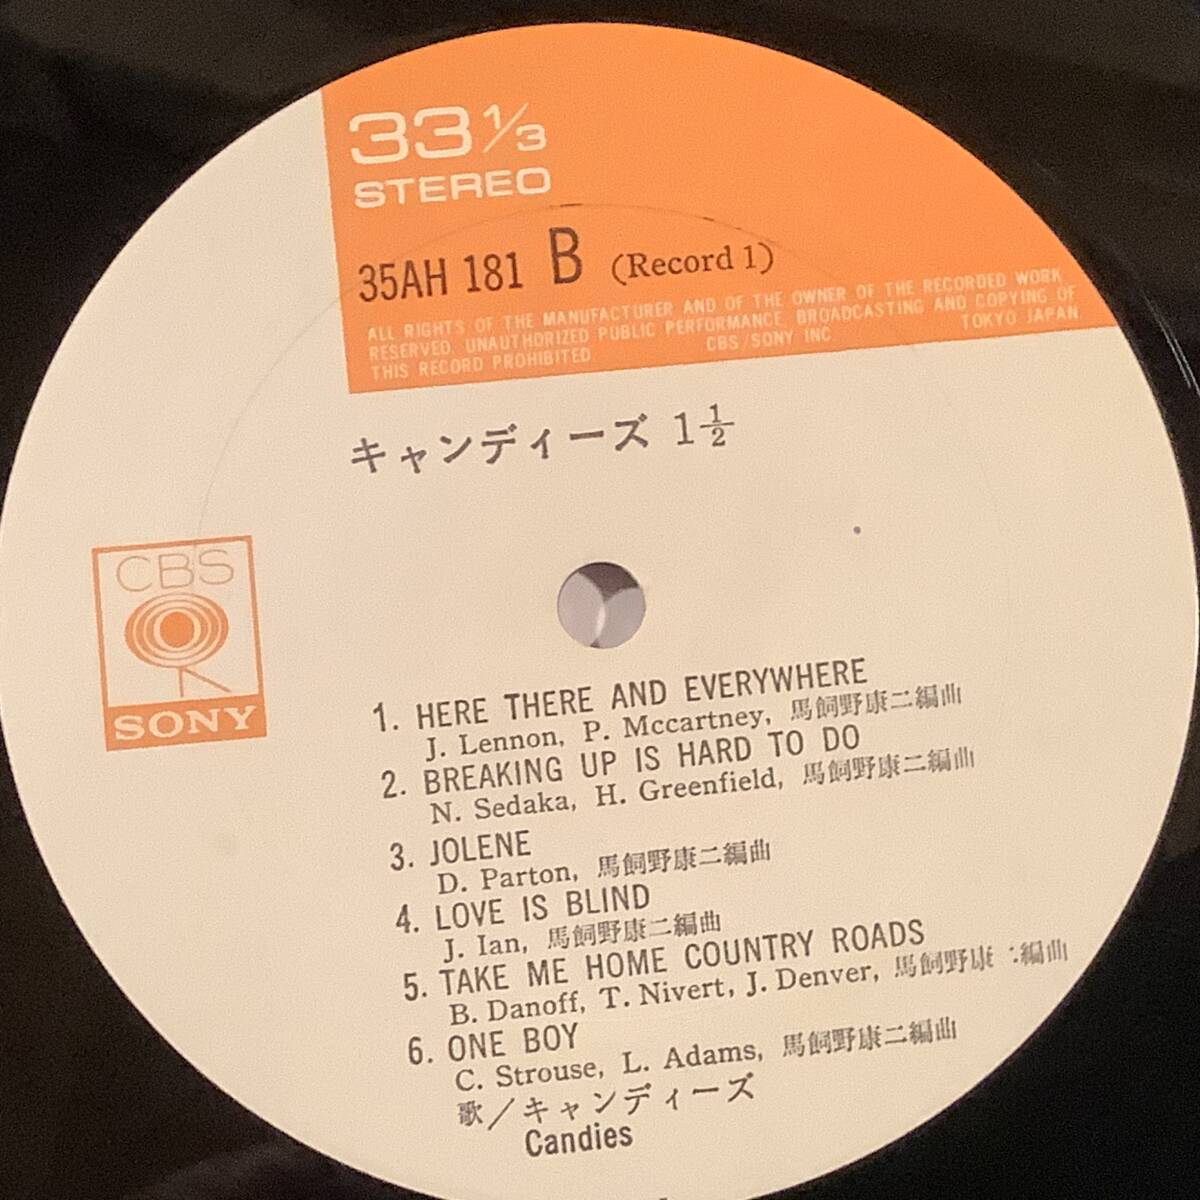 33 1/3
STEREO
35AH 181 B (Record 1)
ALL RIGHTS OF THE MANUFACTURER AND OF THE OWNER OF THE RECORDED WORK
RESERVED. UNAUTHORIZED PUBLIC PERFORMANCE BROADCASTING AND COPYING OF
THIS RECORD PROHIBITED. CBS/SONY INC TOKYO JAPAN
キャンディーズ 1 1/2
CBS
SONY
1. HERE THERE AND EVERYWHERE
J. Lennon, P. Mccartney, 馬飼野康二編曲
2. BREAKING UP IS HARD TO DO
N. Sedaka, H. Greenfield, 馬飼野康二編曲
3. JOLENE
D. Parton, 馬飼野康二編曲
4. LOVE IS BLIND
J. Ian, 馬飼野康二編曲
5. TAKE ME HOME COUNTRY ROADS
B. Danoff, T. Nivert, J. Denver, 馬飼野康二編曲
6. ONE BOY
C. Strouse, L. Adams, 馬飼野康二編曲
歌／キャンディーズ
Candies